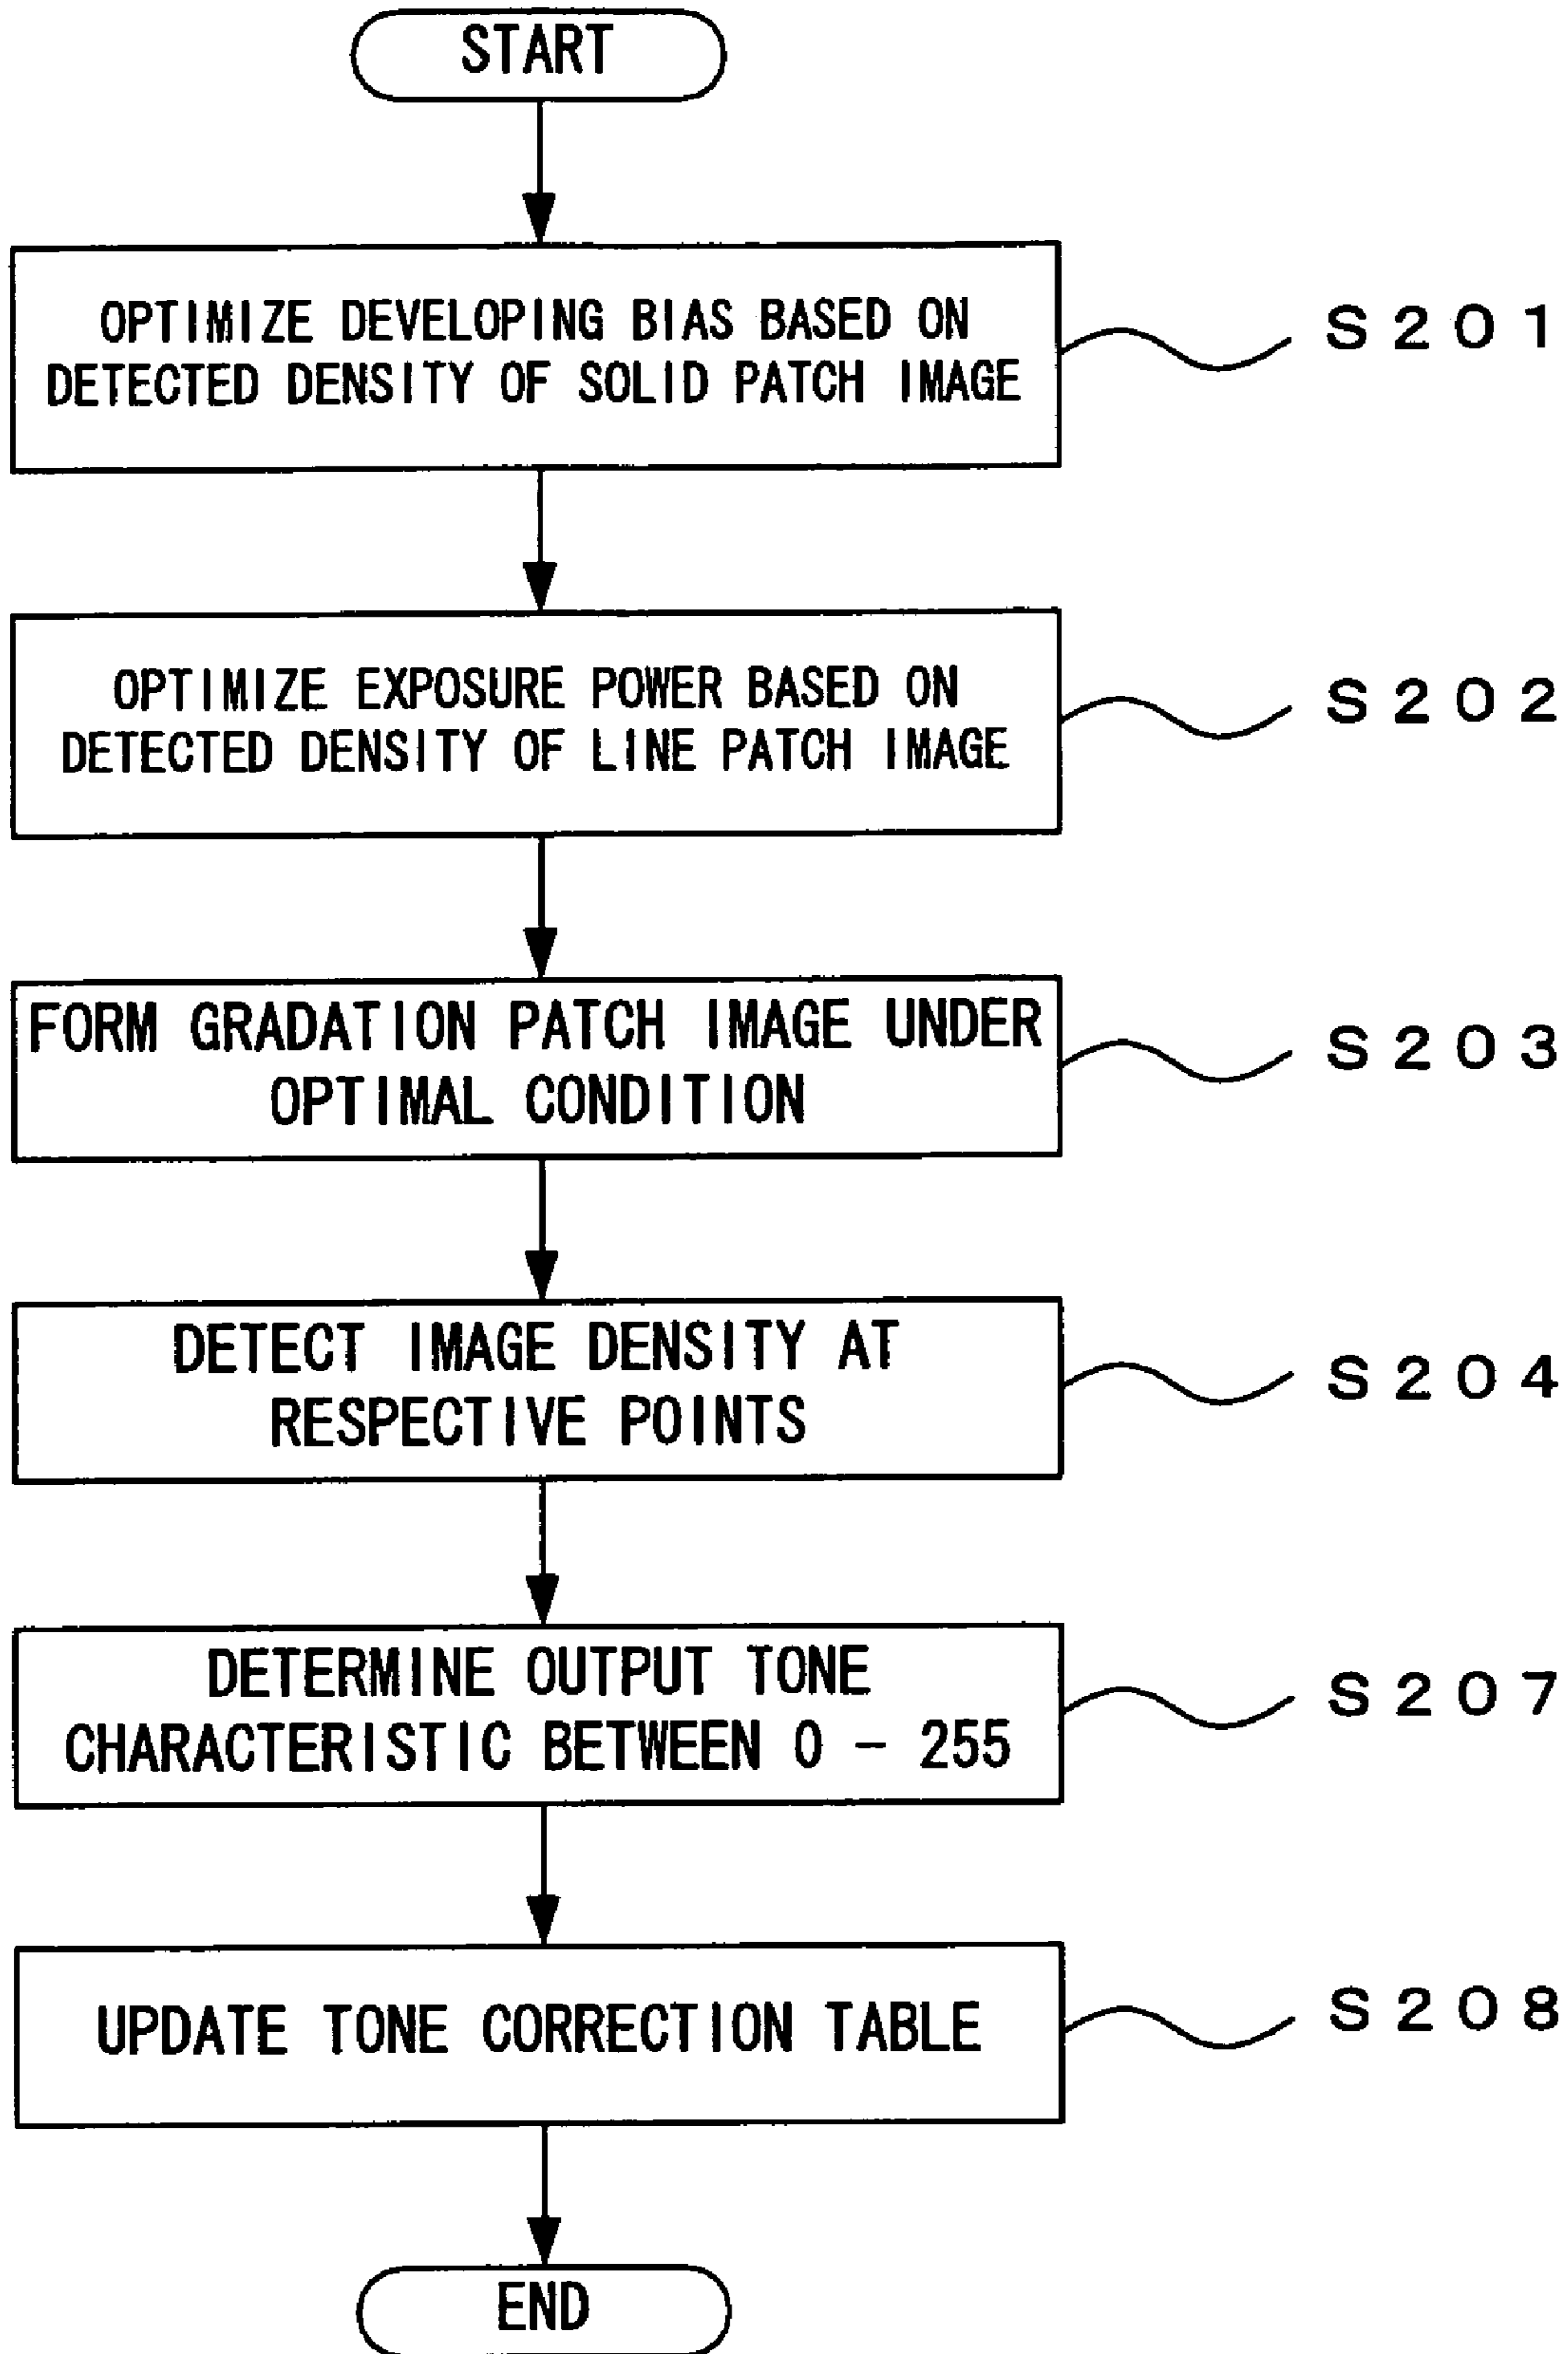 START
OPTIMIZE DEVELOPING BIAS BASED ON
DETECTED DENSITY OF SOLID PATCH IMAGE
S201
OPTIMIZE EXPOSURE POWER BASED ON
DETECTED DENSITY OF LINE PATCH IMAGE
S202
FORM GRADATION PATCH IMAGE UNDER
OPTIMAL CONDITION
S203
DETECT IMAGE DENSITY AT
RESPECTIVE POINTS
S204
DETERMINE OUTPUT TONE
CHARACTERISTIC BETWEEN 0 - 255
S207
UPDATE TONE CORRECTION TABLE
S208
END